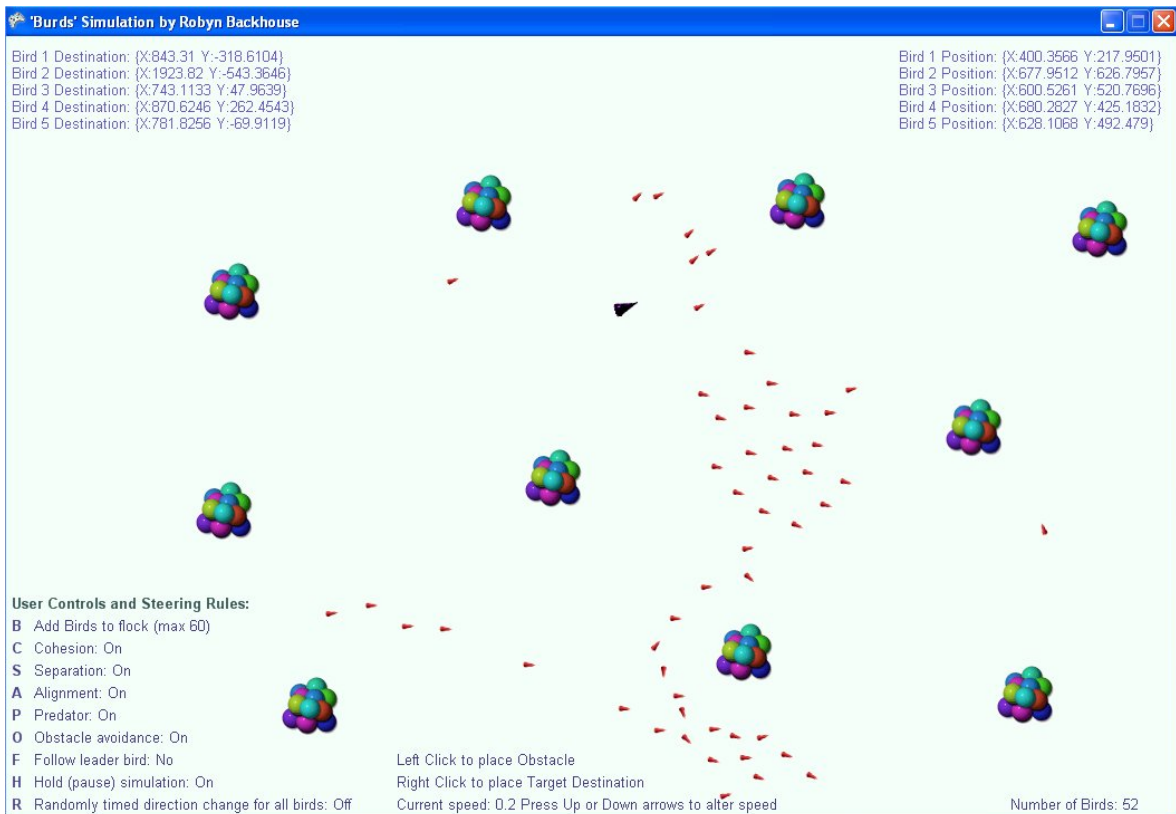 'Burds' Simulation by Robyn Backhouse
Bird 1 Destination: {X:843.31 Y:-318.6104}
Bird 2 Destination: {X:1923.82 Y:-543.3646}
Bird 3 Destination: {X:743.1133 Y:47.9639}
Bird 4 Destination: {X:870.6246 Y:262.4543}
Bird 5 Destination: {X:781.8256 Y:-69.9119}
Bird 1 Position: {X:400.3566 Y:217.9501}
Bird 2 Position: {X:677.9512 Y:626.7957}
Bird 3 Position: {X:600.5261 Y:520.7696}
Bird 4 Position: {X:680.2827 Y:425.1832}
Bird 5 Position: {X:628.1068 Y:492.479}
User Controls and Steering Rules:
B Add Birds to flock (max 60)
C Cohesion: On
S Separation: On
A Alignment: On
P Predator: On
O Obstacle avoidance: On
F Follow leader bird: No
H Hold (pause) simulation: On
R Randomly timed direction change for all birds: Off
Left Click to place Obstacle
Right Click to place Target Destination
Current speed: 0.2 Press Up or Down arrows to alter speed
Number of Birds: 52